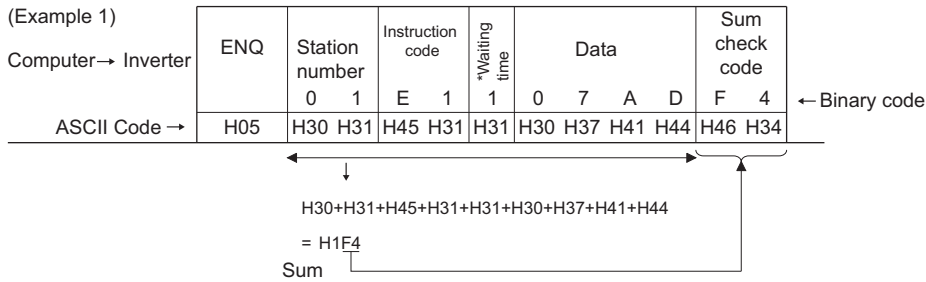 (Example 1)
Computer→ Inverter
ENQ
Station number
Instruction code
*Waiting time
Data
Sum check code
0 1 E 1 1 0 7 A D F 4
←Binary code
ASCII Code →
H05 H30 H31 H45 H31 H31 H30 H37 H41 H44 H46 H34
H30+H31+H45+H31+H31+H30+H37+H41+H44
= H1F4
Sum